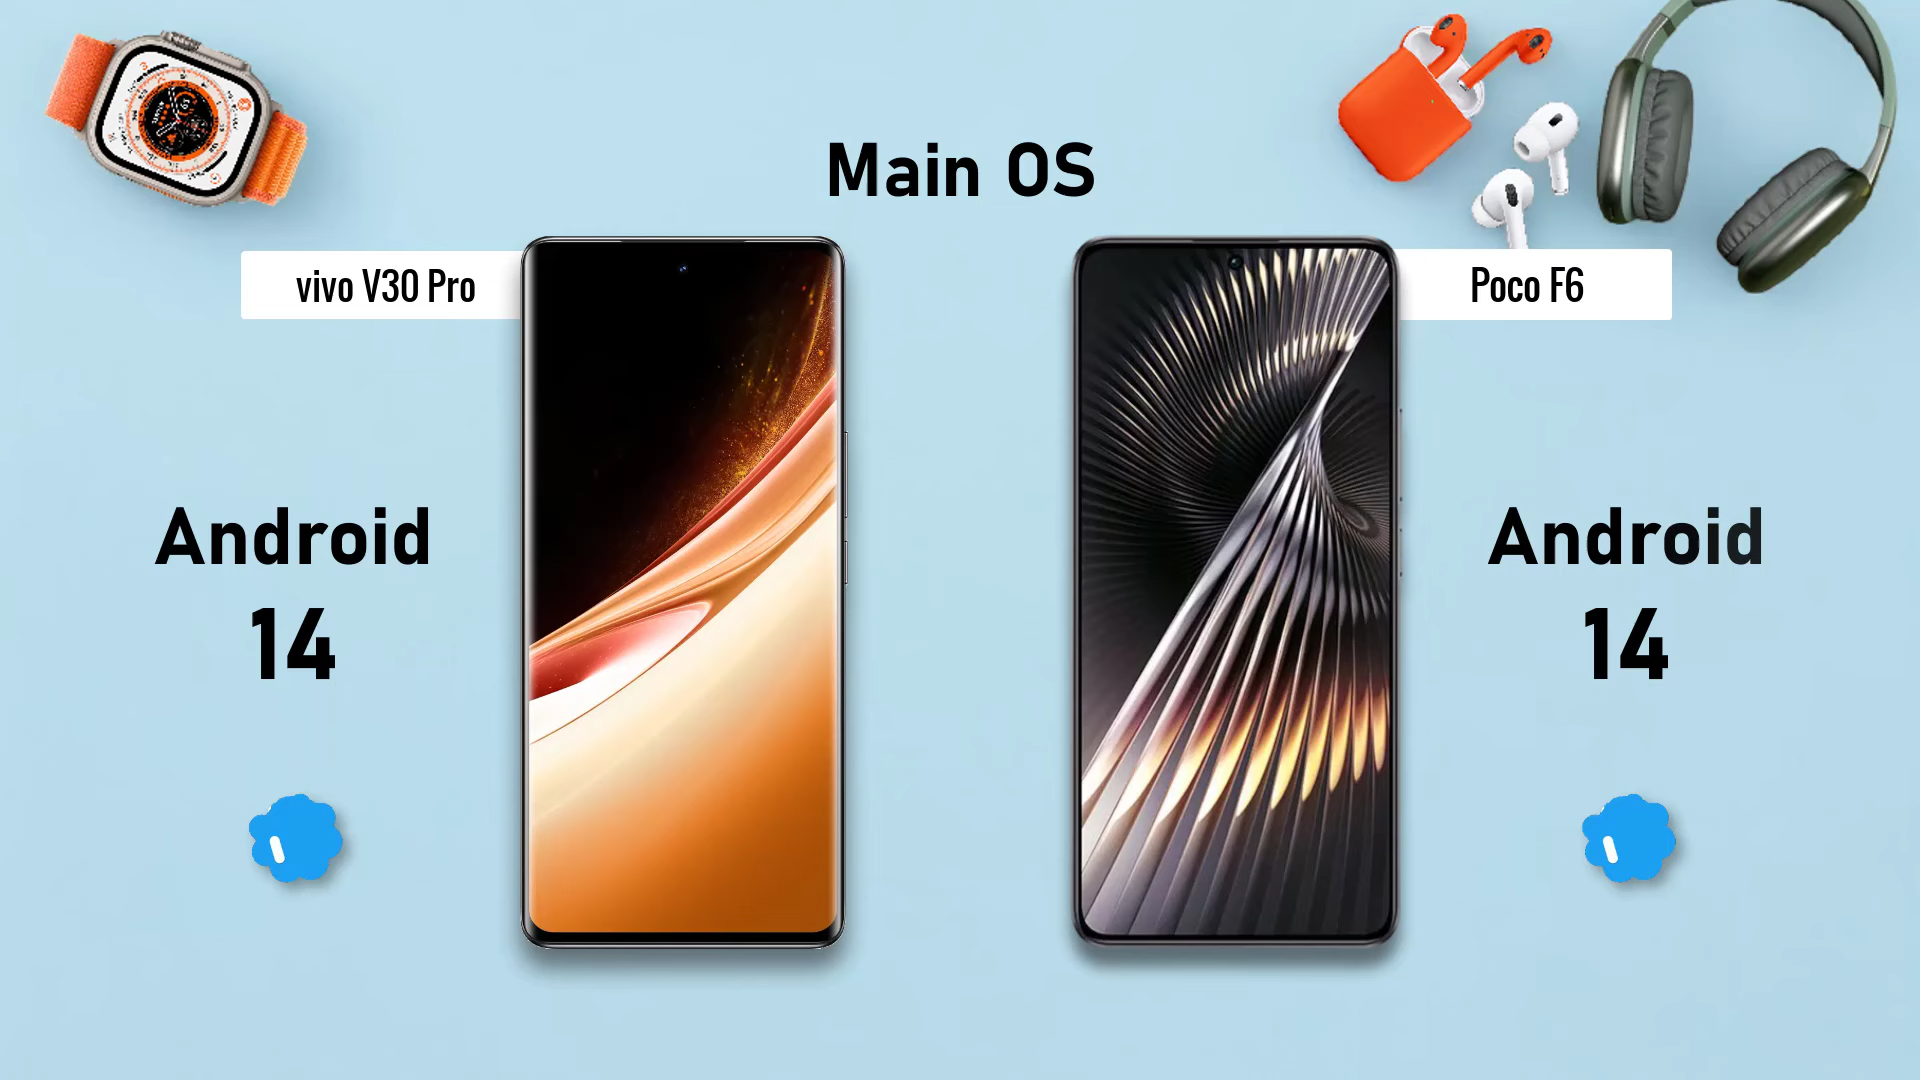 Main OS
vivo V30 Pro
Poco F6
Android
14
Android
14